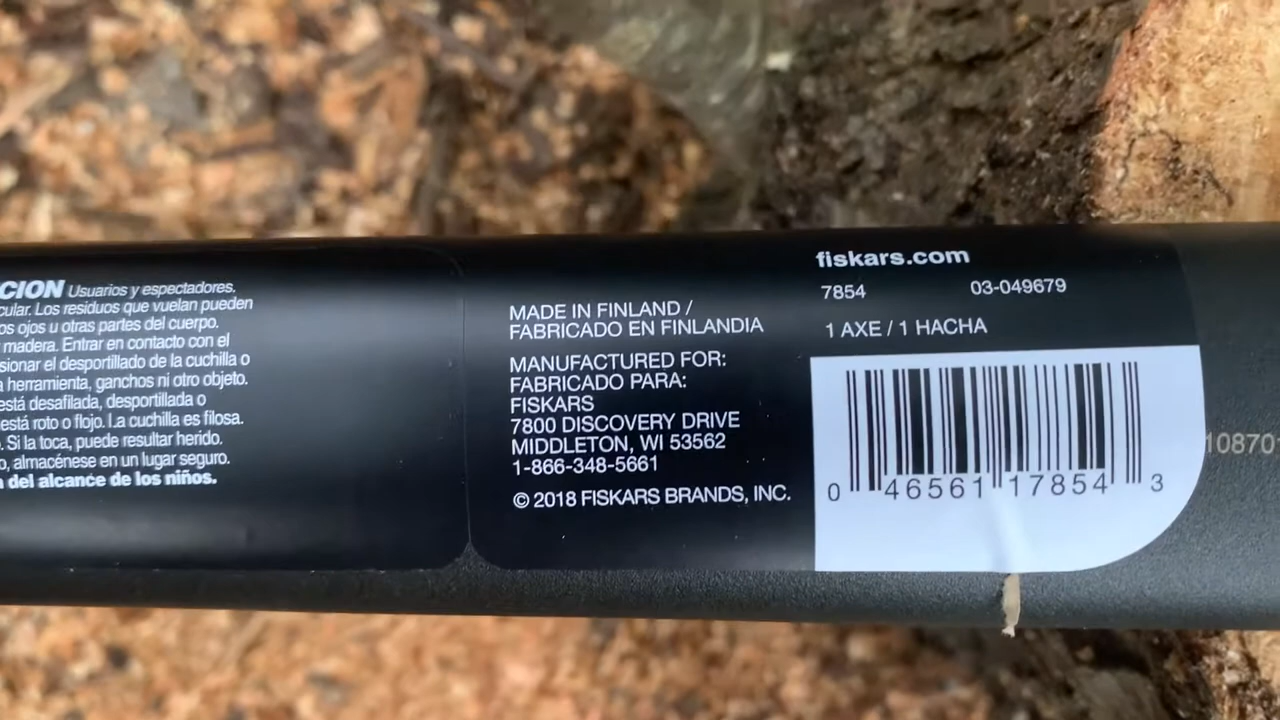 CION Usuarios y espectadores.
cular. Los residuos que vuelan pueden
os ojos u otras partes del cuerpo.
madera. Entrar en contacto con el
sionar el desportillado de la cuchilla o
a herramienta, ganchos ni otro objeto.
está desafilada, desportillada o
está roto o flojo. La cuchilla es filosa.
. Si la toca, puede resultar herido.
o, almacénese en un lugar seguro.
del alcance de los niños.
MADE IN FINLAND /
FABRICADO EN FINLANDIA
MANUFACTURED FOR:
FABRICADO PARA:
FISKARS
7800 DISCOVERY DRIVE
MIDDLETON, WI 53562
1-866-348-5661
© 2018 FISKARS BRANDS, INC.
fiskars.com
7854 03-049679
1 AXE / 1 HACHA
0 46561 17854 3
10870